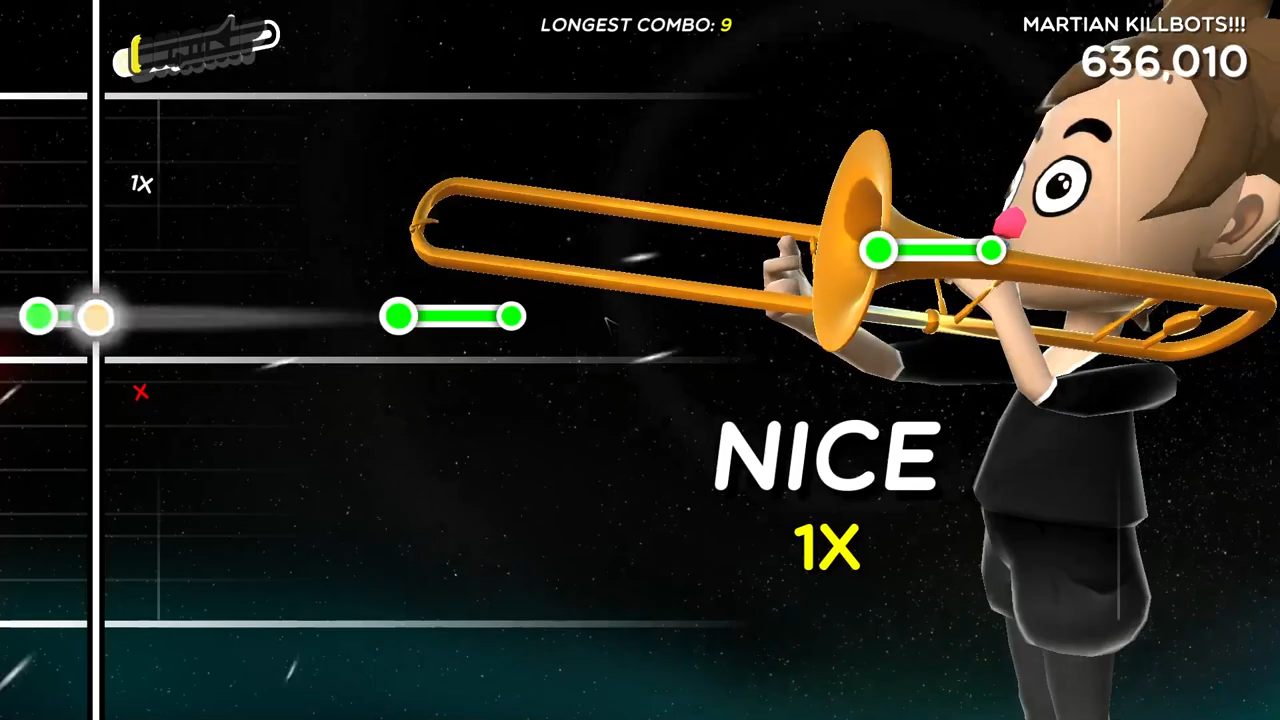 LONGEST COMBO: 9
MARTIAN KILLBOTS!!!
636,010
1X
X
NICE
1X